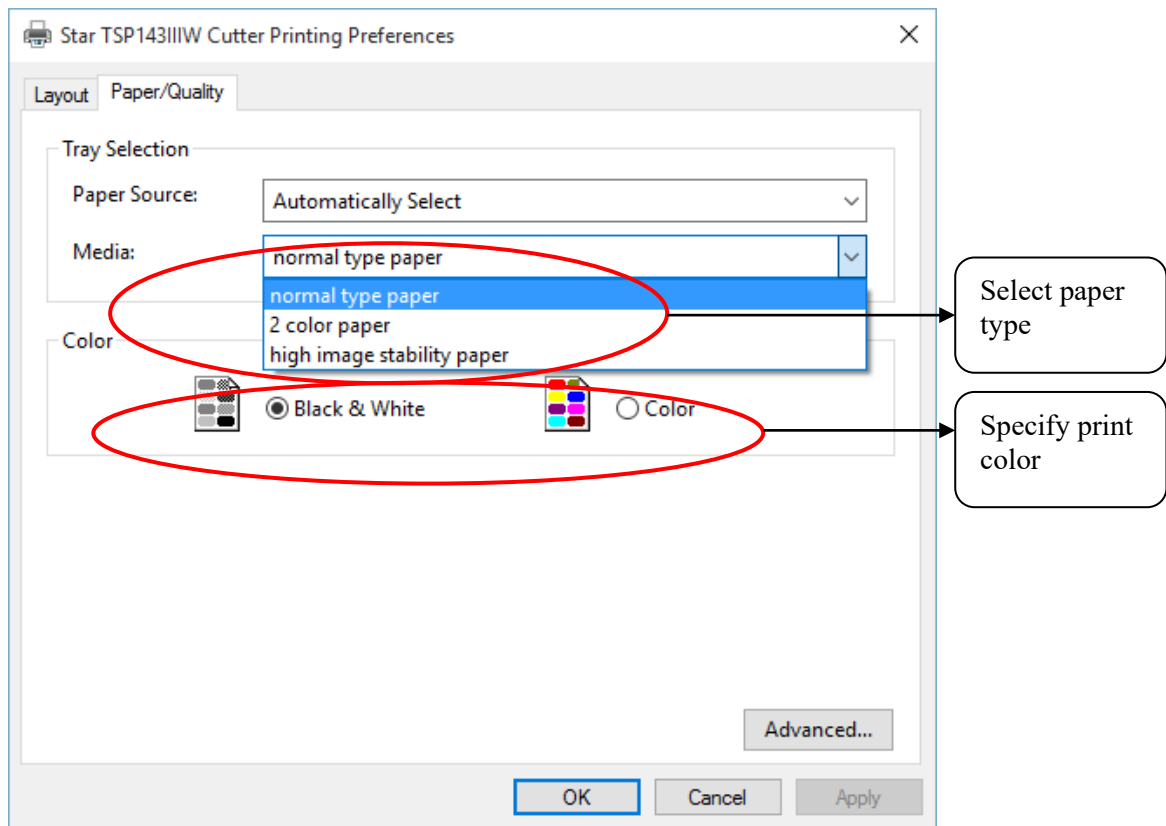 Star TSP143IIIW Cutter Printing Preferences
Layout
Paper/Quality
Tray Selection
Paper Source:
Automatically Select
Media:
normal type paper
normal type paper
2 color paper
high image stability paper
Color
Black & White
Color
Select paper
type
Specify print
color
Advanced...
OK
Cancel
Apply